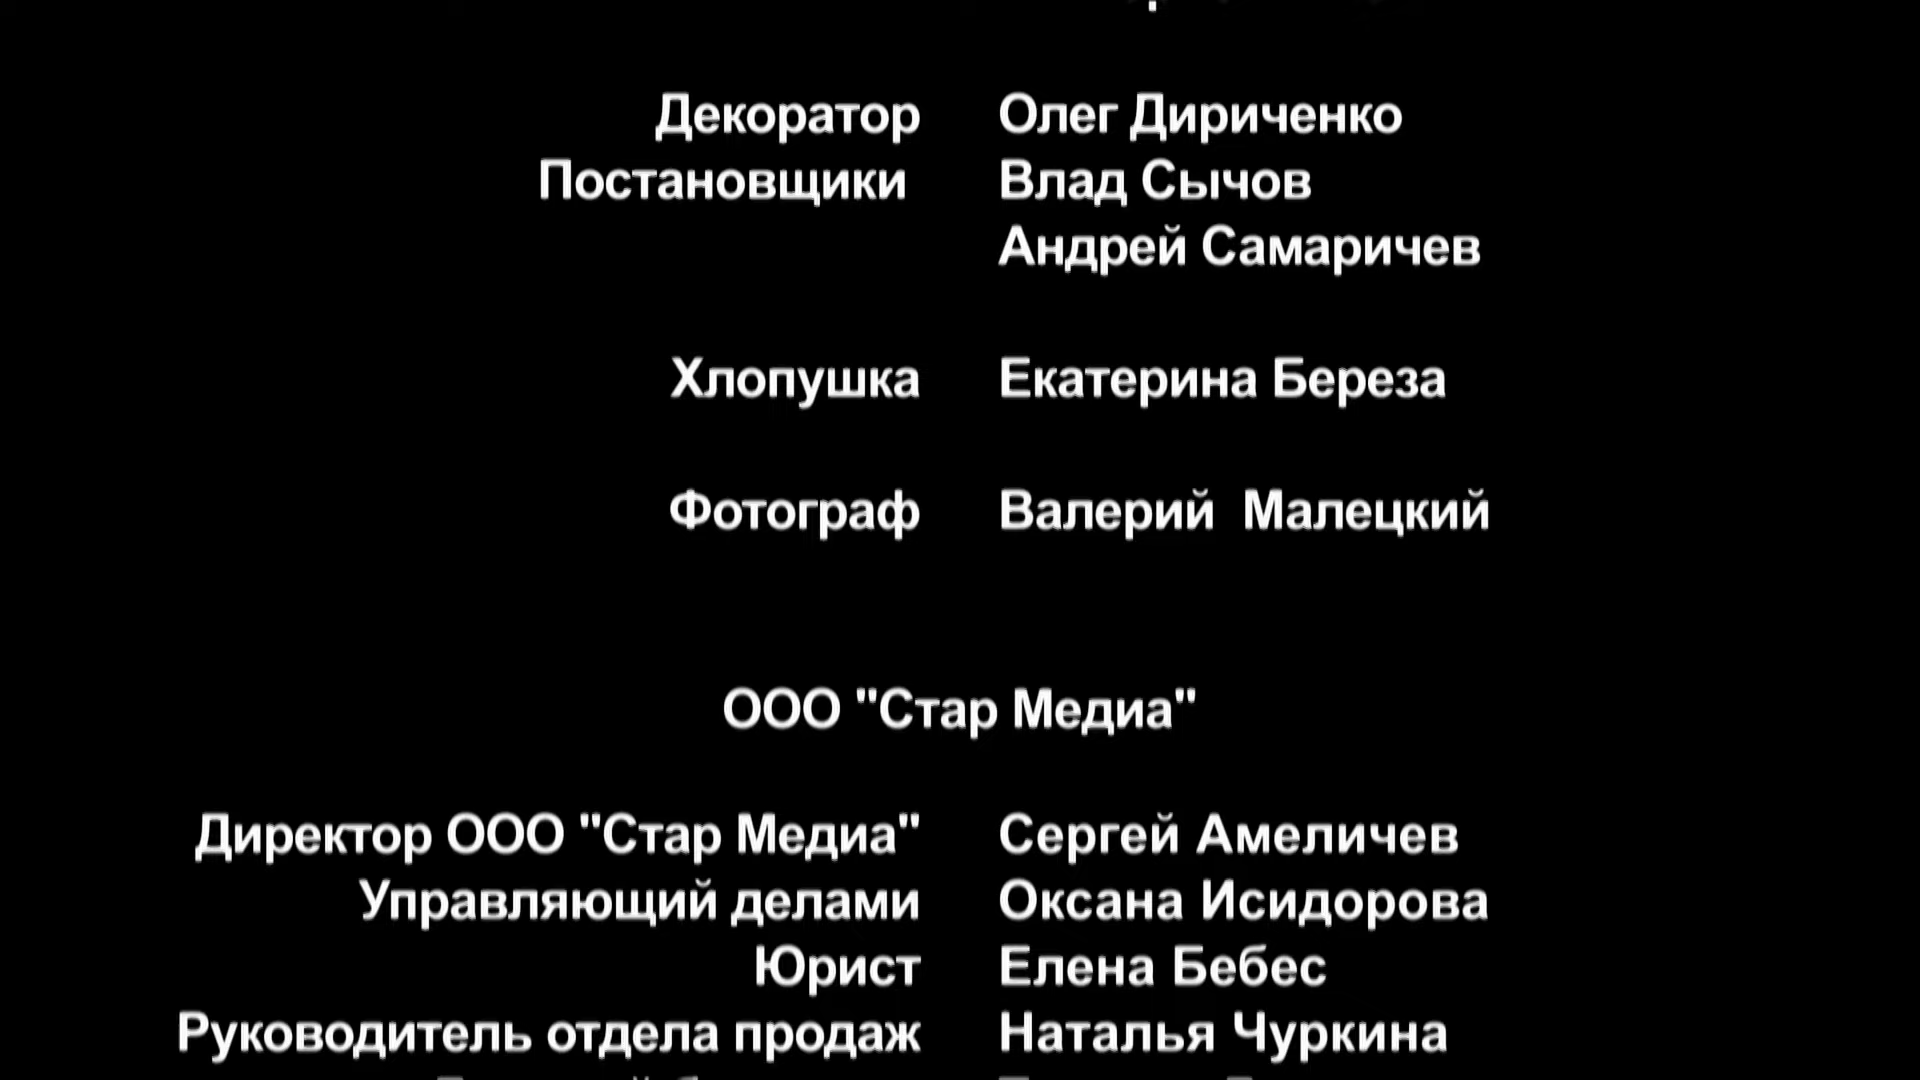 Декоратор Олег Дириченко
Постановщики Влад Сычов
Андрей Самаричев
Хлопушка Екатерина Береза
Фотограф Валерий Малецкий
ООО "Стар Медиа"
Директор ООО "Стар Медиа" Сергей Амеличев
Управляющий делами Оксана Исидорова
Юрист Елена Бебес
Руководитель отдела продаж Наталья Чуркина